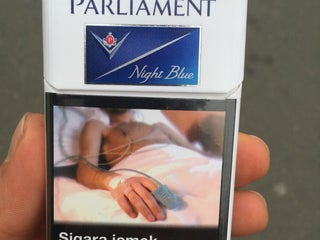 PARLIAMENT
Night Blue
Sigara içmek